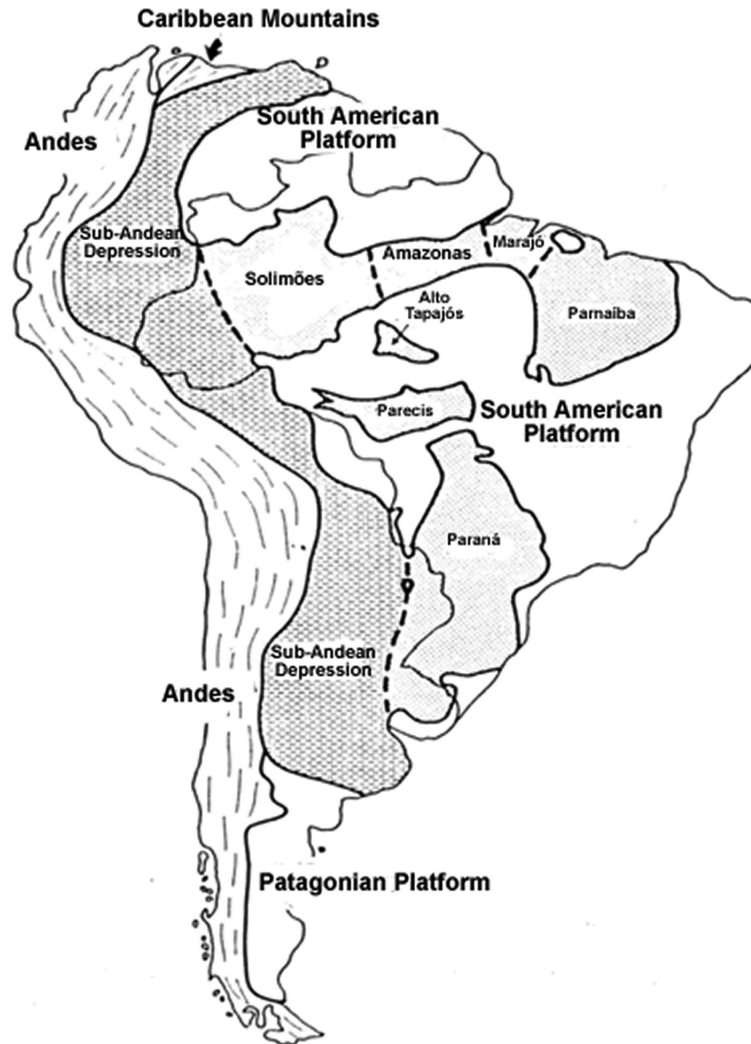 Caribbean Mountains
Andes
South American
Platform
Sub-Andean
Depression
Solimões
Amazonas
Marajó
Alto
Tapajós
Parnaíba
Parecis
South American
Platform
Paraná
Sub-Andean
Depression
Andes
Patagonian Platform